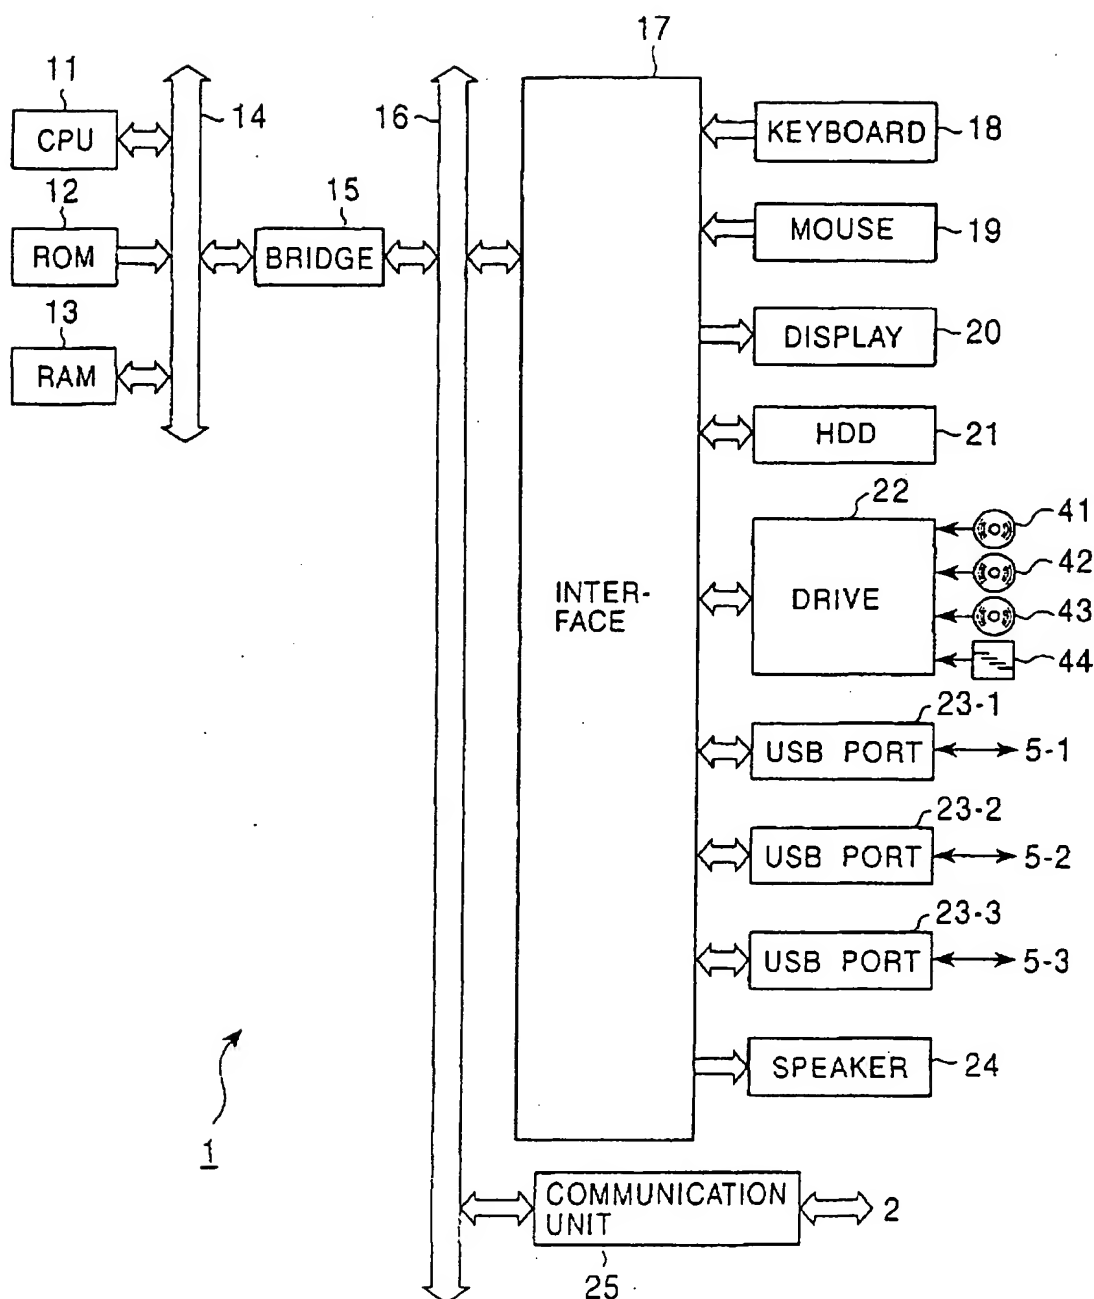 17
11
CPU
14
16
KEYBOARD
18
12
ROM
15
BRIDGE
MOUSE
19
13
RAM
DISPLAY
20
HDD
21
22
INTER-
FACE
DRIVE
41
42
43
44
23-1
USB PORT
5-1
23-2
USB PORT
5-2
23-3
USB PORT
5-3
SPEAKER
24
1
COMMUNICATION
UNIT
2
25